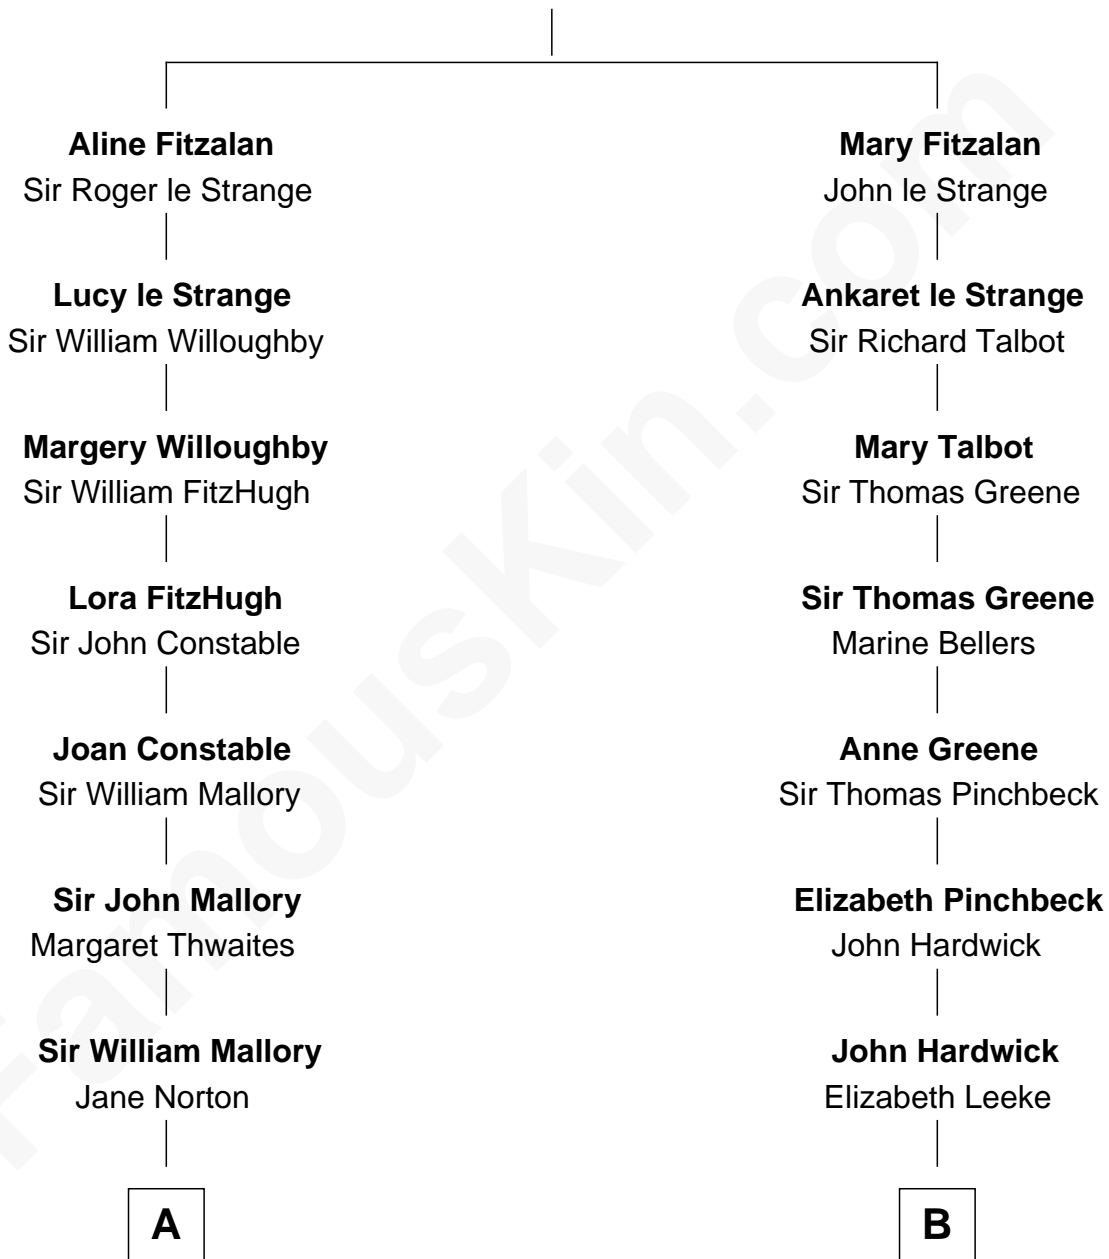 Aline Fitzalan
Sir Roger le Strange
Mary Fitzalan
John le Strange
Lucy le Strange
Sir William Willoughby
Ankaret le Strange
Sir Richard Talbot
Margery Willoughby
Sir William FitzHugh
Mary Talbot
Sir Thomas Greene
Lora FitzHugh
Sir John Constable
Sir Thomas Greene
Marine Bellers
Joan Constable
Sir William Mallory
Anne Greene
Sir Thomas Pinchbeck
Sir John Mallory
Margaret Thwaites
Elizabeth Pinchbeck
John Hardwick
Sir William Mallory
Jane Norton
John Hardwick
Elizabeth Leeke
A
B
FamousKin.com